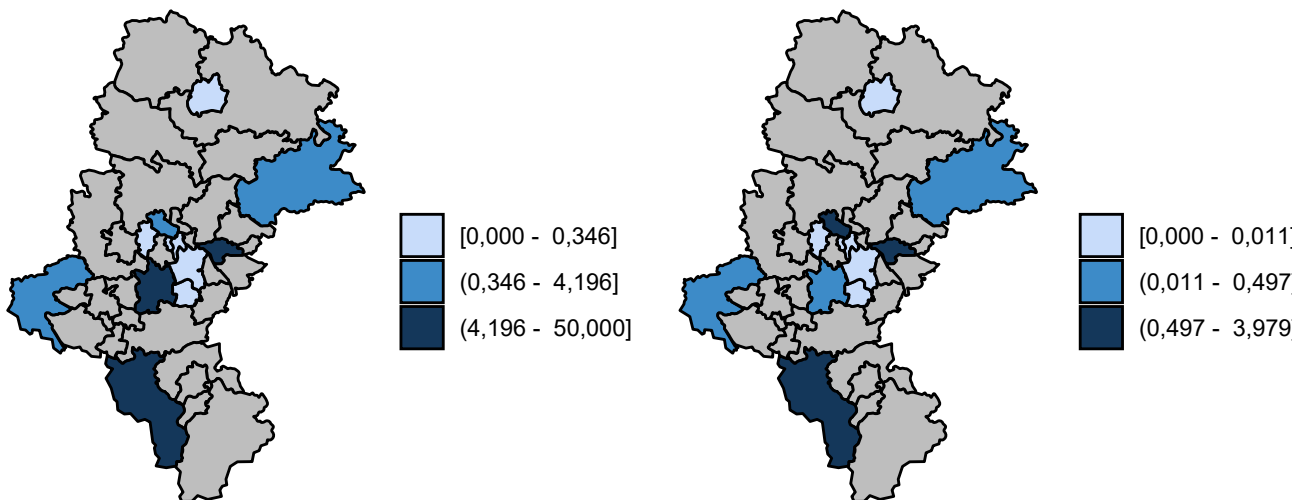 [0,000 - 0,346]
(0,346 - 4,196]
(4,196 - 50,000]
[0,000 - 0,011]
(0,011 - 0,497]
(0,497 - 3,979]